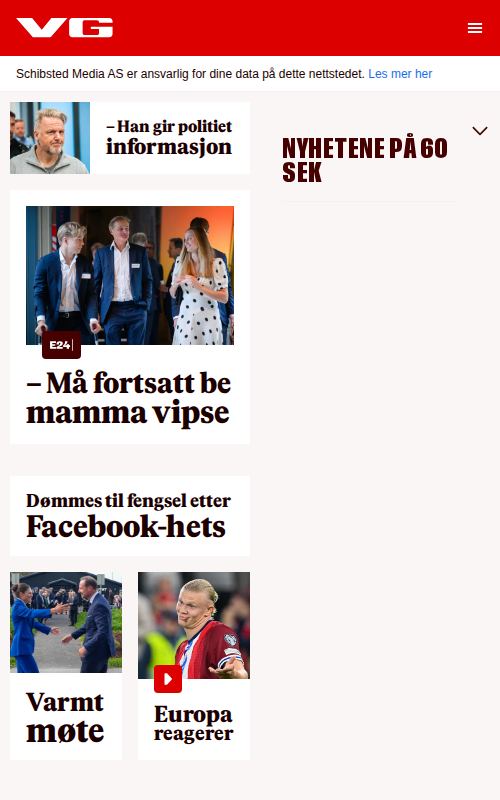 VG
Schibsted Media AS er ansvarlig for dine data på dette nettstedet. Les mer her
– Han gir politiet
informasjon
NYHETENE PÅ 60
SEK
E24
– Må fortsatt be
mamma vipse
Dømmes til fengsel etter
Facebook-hets
Varmt
møte
Europa
reagerer